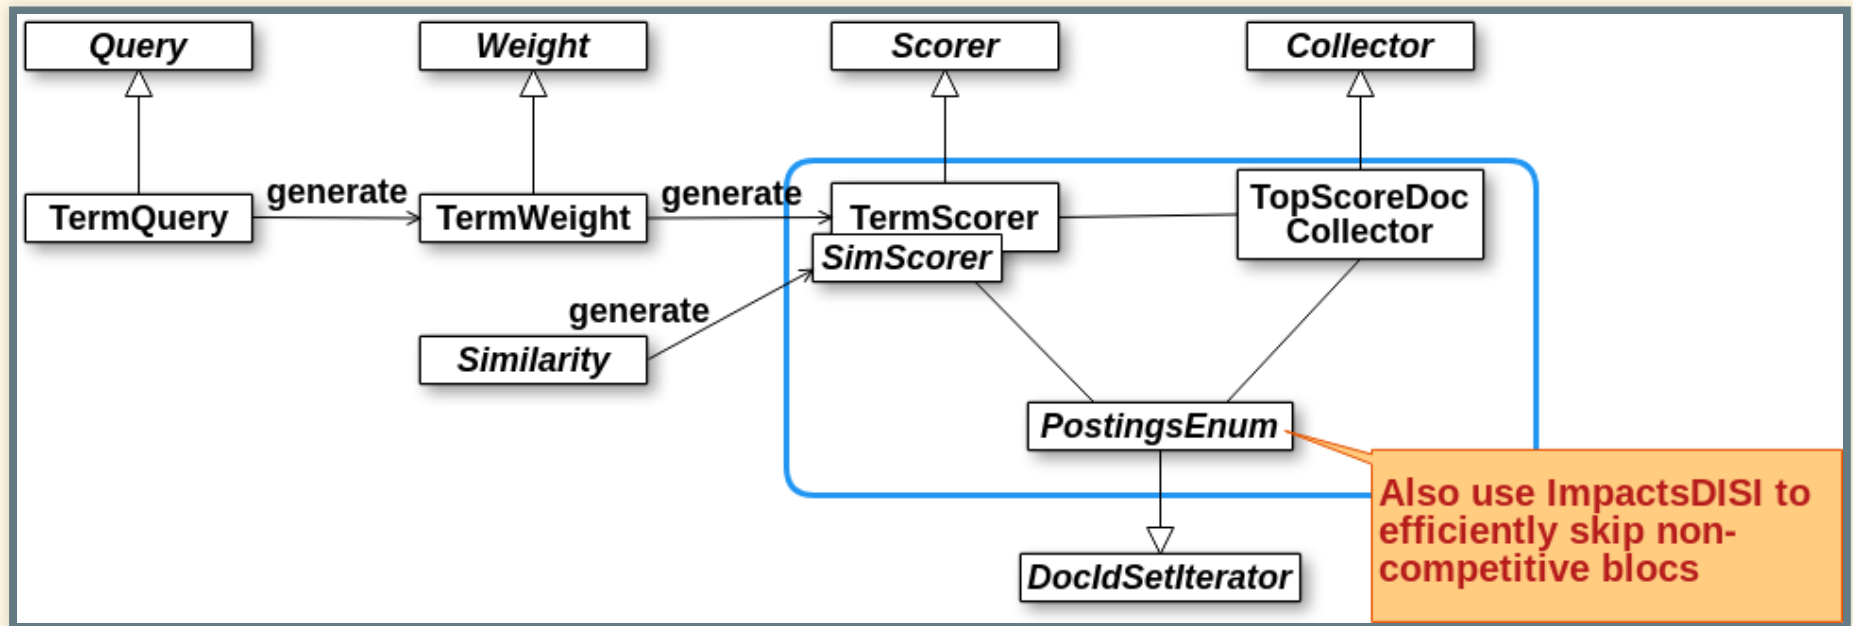 Query
Weight
Scorer
Collector
generate
generate
TermQuery
TermWeight
TermScorer
TopScoreDoc
Collector
SimScorer
generate
Similarity
PostingsEnum
Also use ImpactsDISI to
efficiently skip non-
competitive blocs
DocIdSetIterator